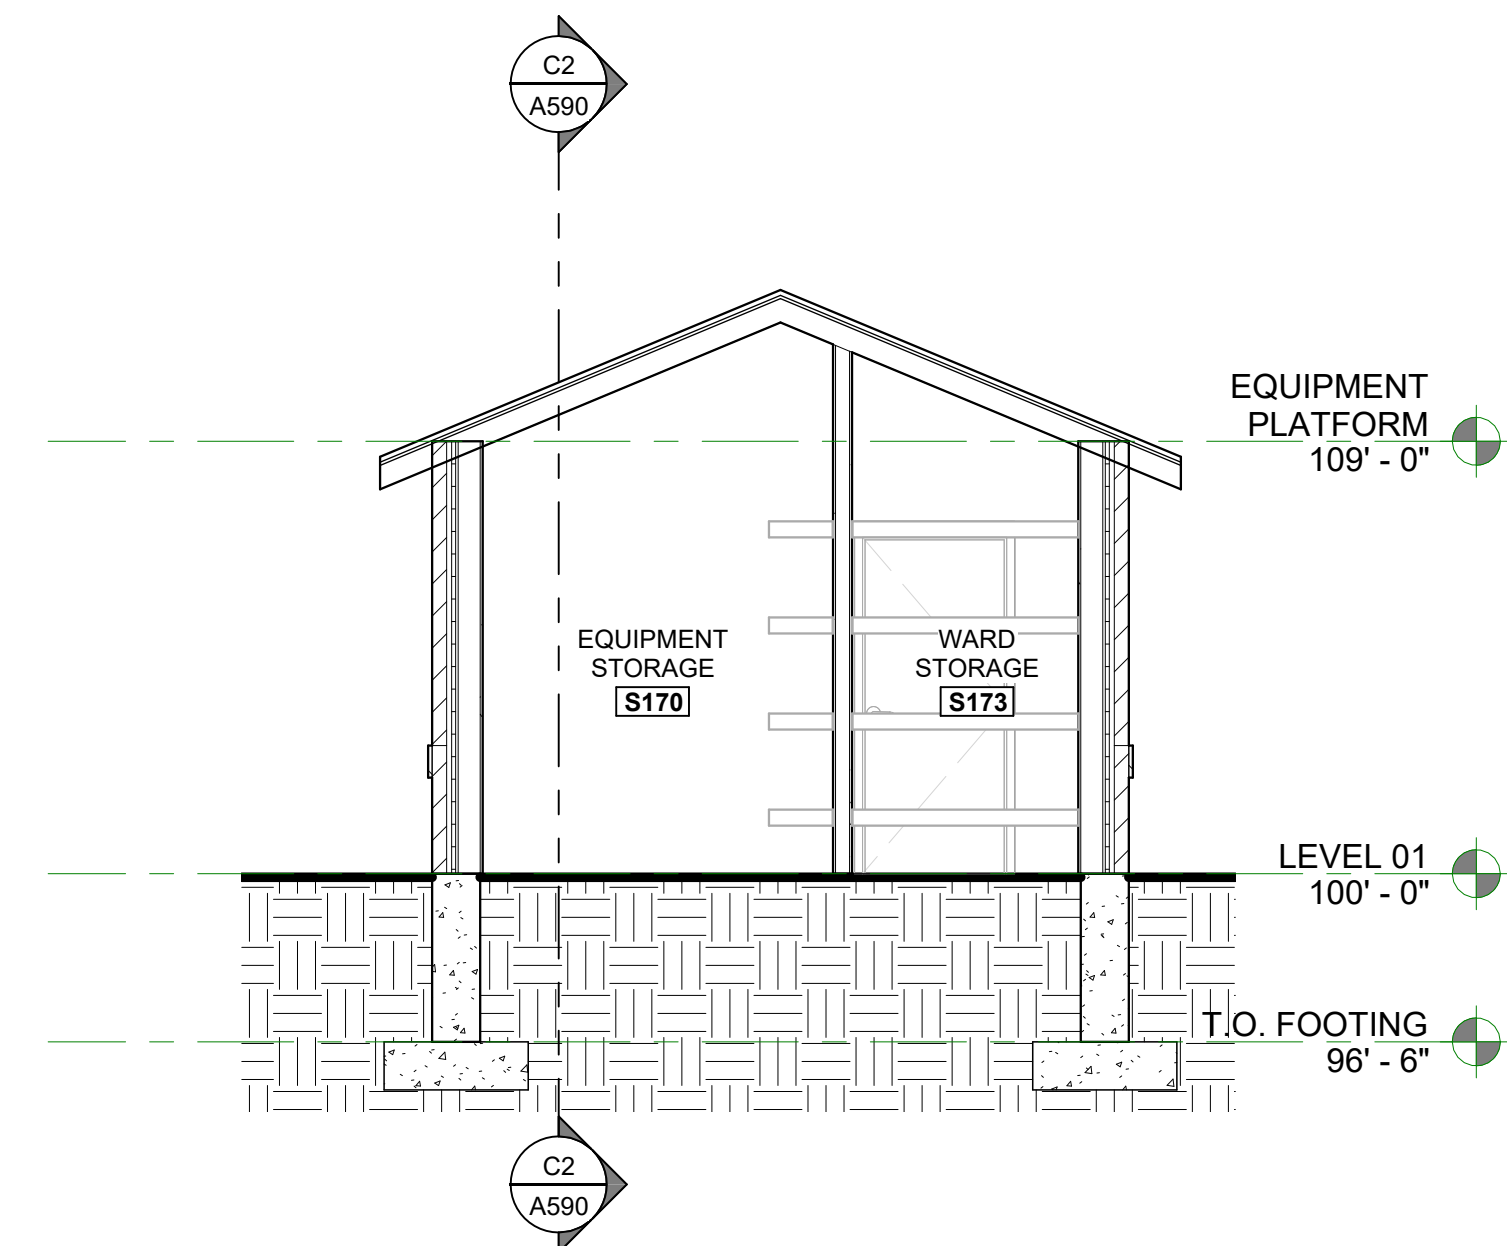 C2
A590
EQUIPMENT
PLATFORM
109' - 0"
EQUIPMENT
STORAGE
S170
WARD
STORAGE
S173
LEVEL 01
100' - 0"
T.O. FOOTING
96' - 6"
C2
A590